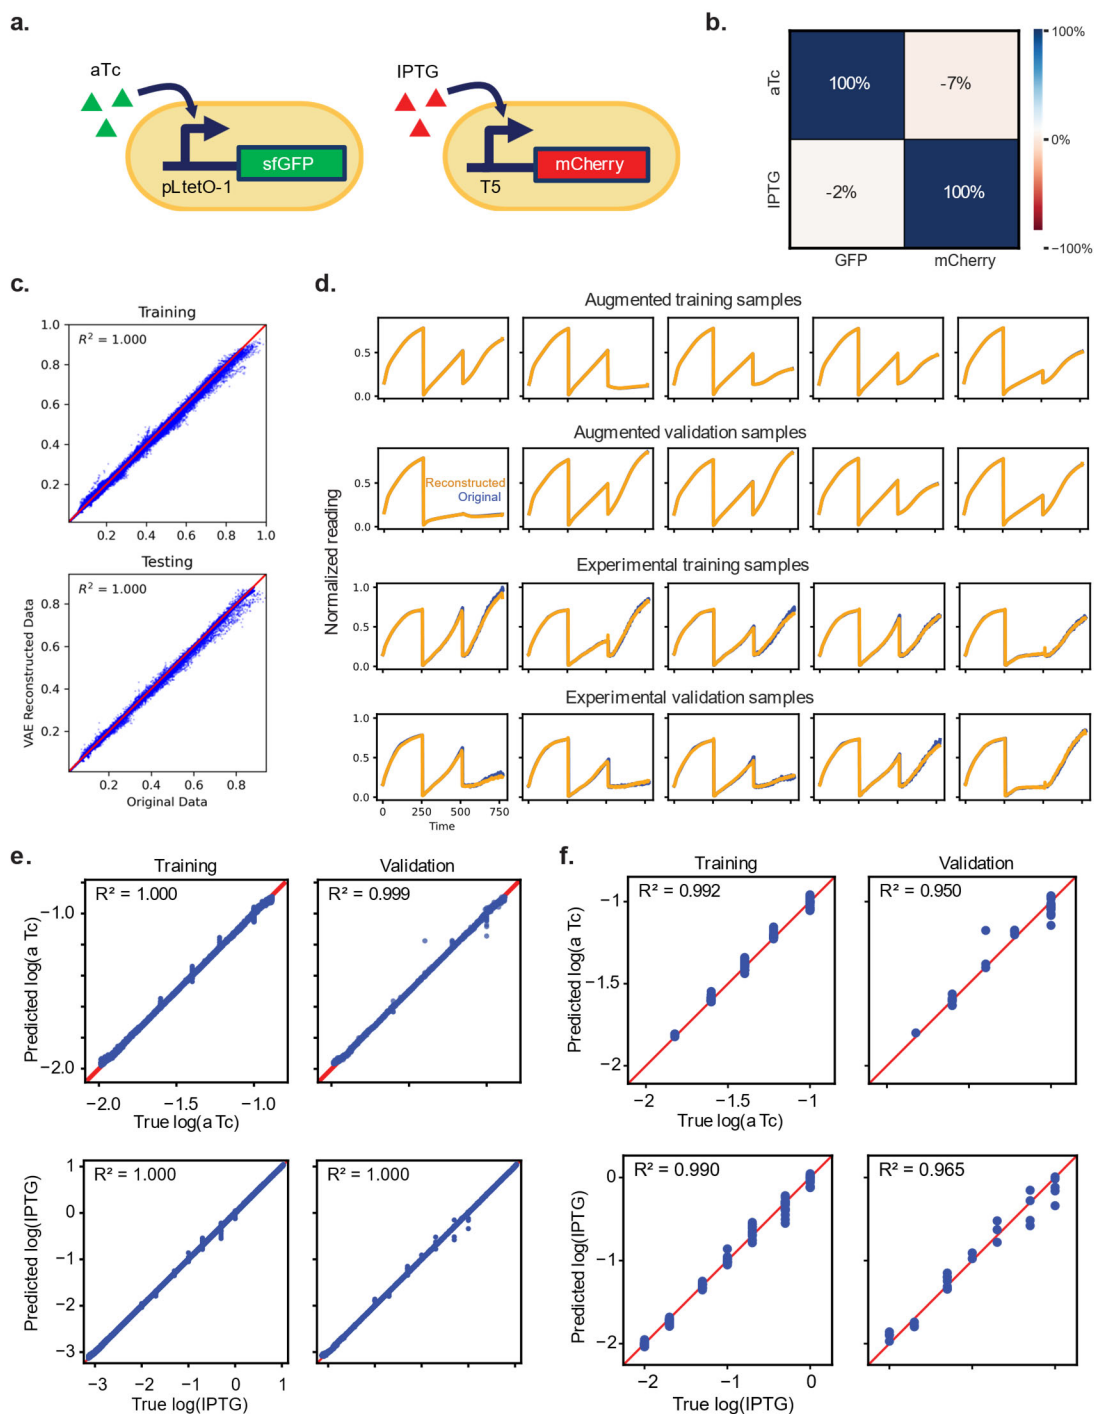 a.
aTc
sfGFP
pLtetO-1
IPTG
mCherry
T5
b.
aTc
IPTG
100%
-7%
-2%
100%
GFP
mCherry
100%
0%
−100%
c.
Training
R² = 1.000
1.0
0.8
0.6
0.4
0.2
0.2
0.4
0.6
0.8
1.0
Testing
R² = 1.000
0.8
0.6
0.4
0.2
0.2
0.4
0.6
0.8
VAE Reconstructed Data
Original Data
d.
Normalized reading
Augmented training samples
0.5
0.0
Augmented validation samples
Reconstructed
Original
0.5
0.0
Experimental training samples
1.0
0.5
0.0
Experimental validation samples
1.0
0.5
0.0
0
250
500
750
Time
e.
Training
Validation
R² = 1.000
R² = 0.999
Predicted log(a Tc)
−1.0
−2.0
−2.0
−1.5
−1.0
True log(a Tc)
R² = 1.000
R² = 1.000
Predicted log(IPTG)
1
0
−1
−2
−3
−3
−2
−1
0
1
True log(IPTG)
f.
Training
Validation
R² = 0.992
R² = 0.950
Predicted log(a Tc)
−1
−1.5
−2
−2
−1.5
−1
True log(a Tc)
R² = 0.990
R² = 0.965
Predicted log(IPTG)
0
−1
−2
−2
−1
0
True log(IPTG)